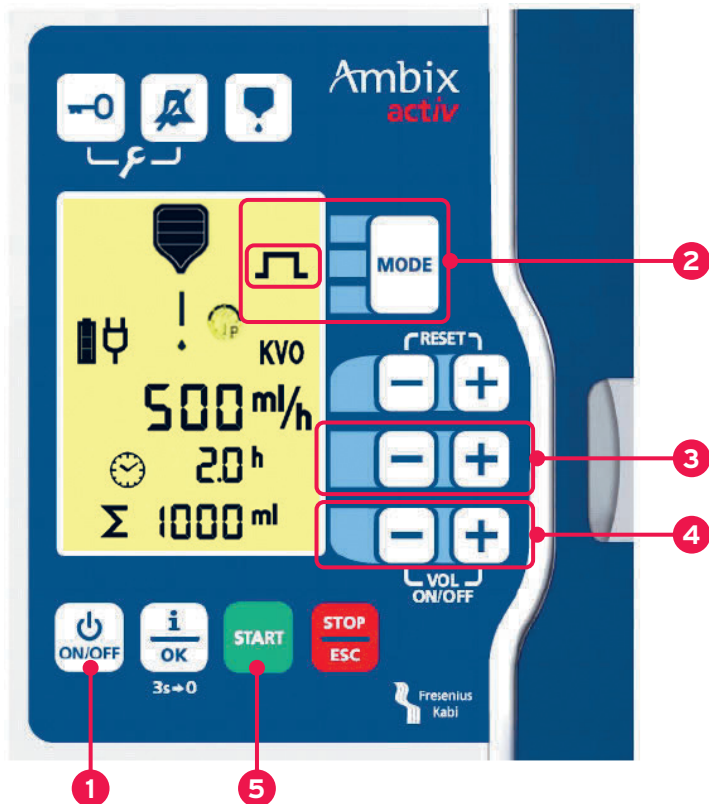 Ambix
activ
2
MODE
P
KVO
RESET
500 ml/h
− +
2.0 h
− +
3
Σ 1000 ml
− +
4
VOL
ON/OFF
ON/OFF
i
OK
START
STOP
ESC
3s➔0
Fresenius
Kabi
1
5